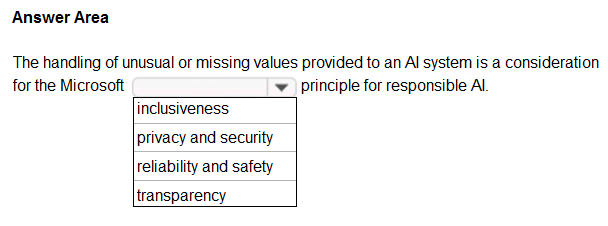 Answer Area
The handling of unusual or missing values provided to an AI system is a consideration
for the Microsoft principle for responsible AI.
inclusiveness
privacy and security
reliability and safety
transparency